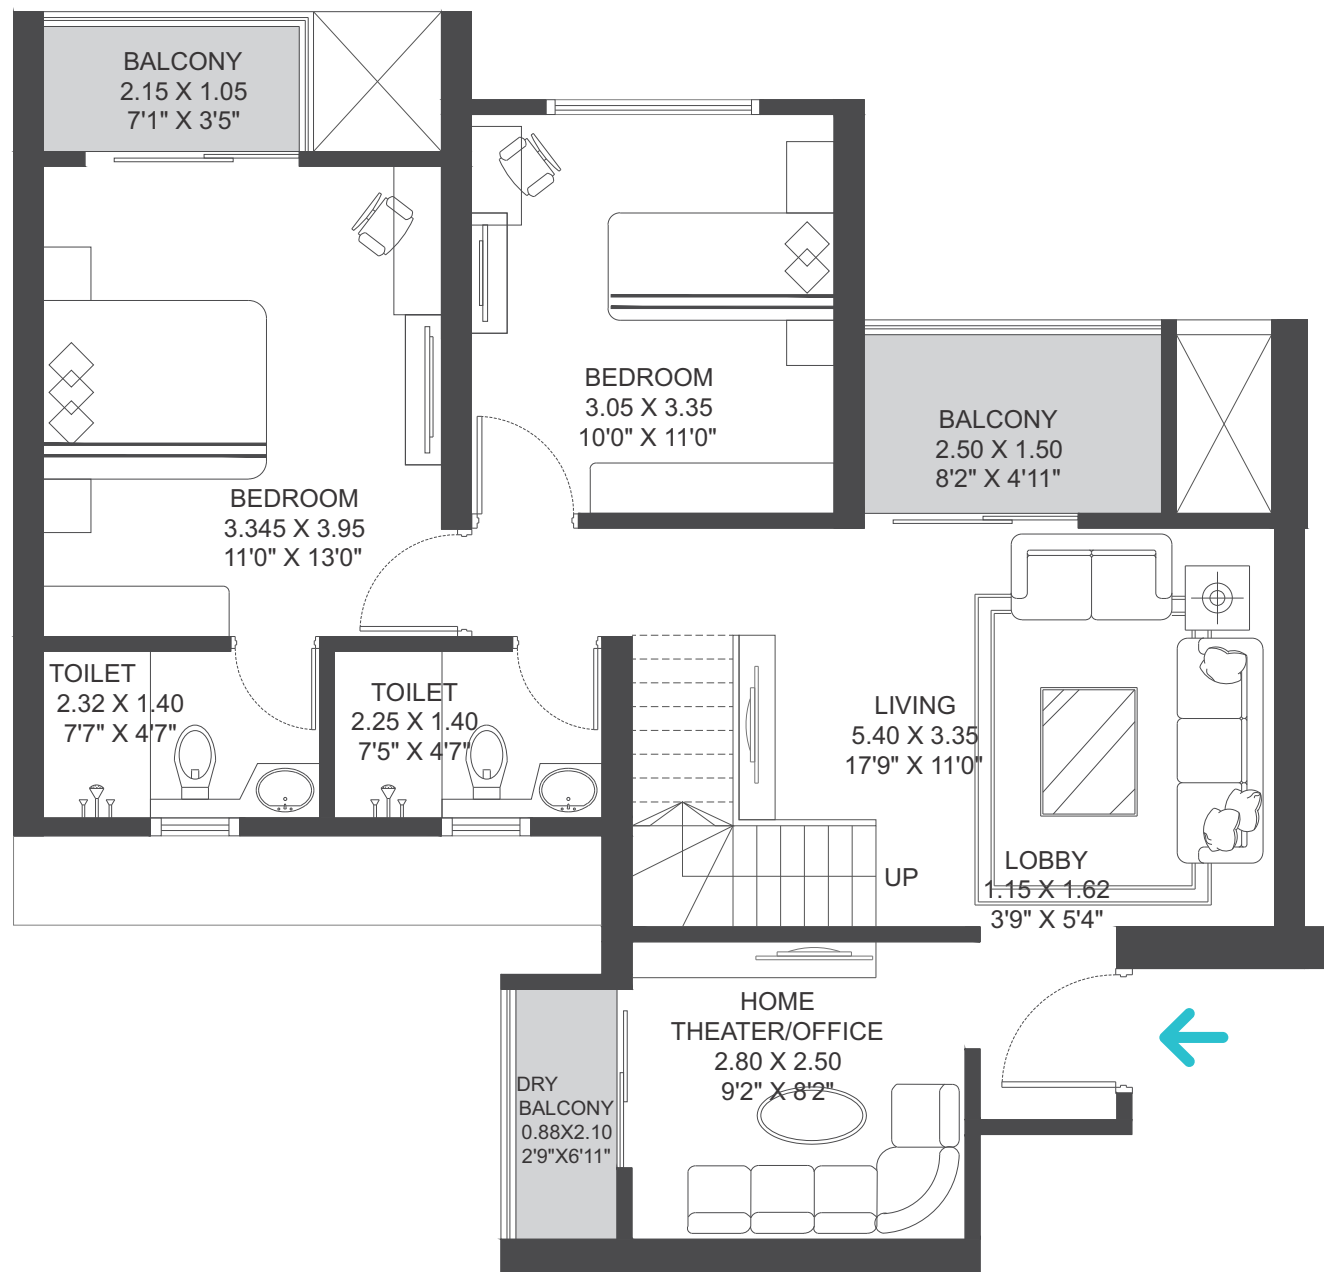 BALCONY
2.15 X 1.05
7'1" X 3'5"
BEDROOM
3.05 X 3.35
10'0" X 11'0"
BALCONY
2.50 X 1.50
8'2" X 4'11"
BEDROOM
3.345 X 3.95
11'0" X 13'0"
TOILET
2.32 X 1.40
7'7" X 4'7"
TOILET
2.25 X 1.40
7'5" X 4'7"
LIVING
5.40 X 3.35
17'9" X 11'0"
UP
LOBBY
1.15 X 1.62
3'9" X 5'4"
HOME
THEATER/OFFICE
2.80 X 2.50
9'2" X 8'2"
DRY
BALCONY
0.88X2.10
2'9"X6'11"